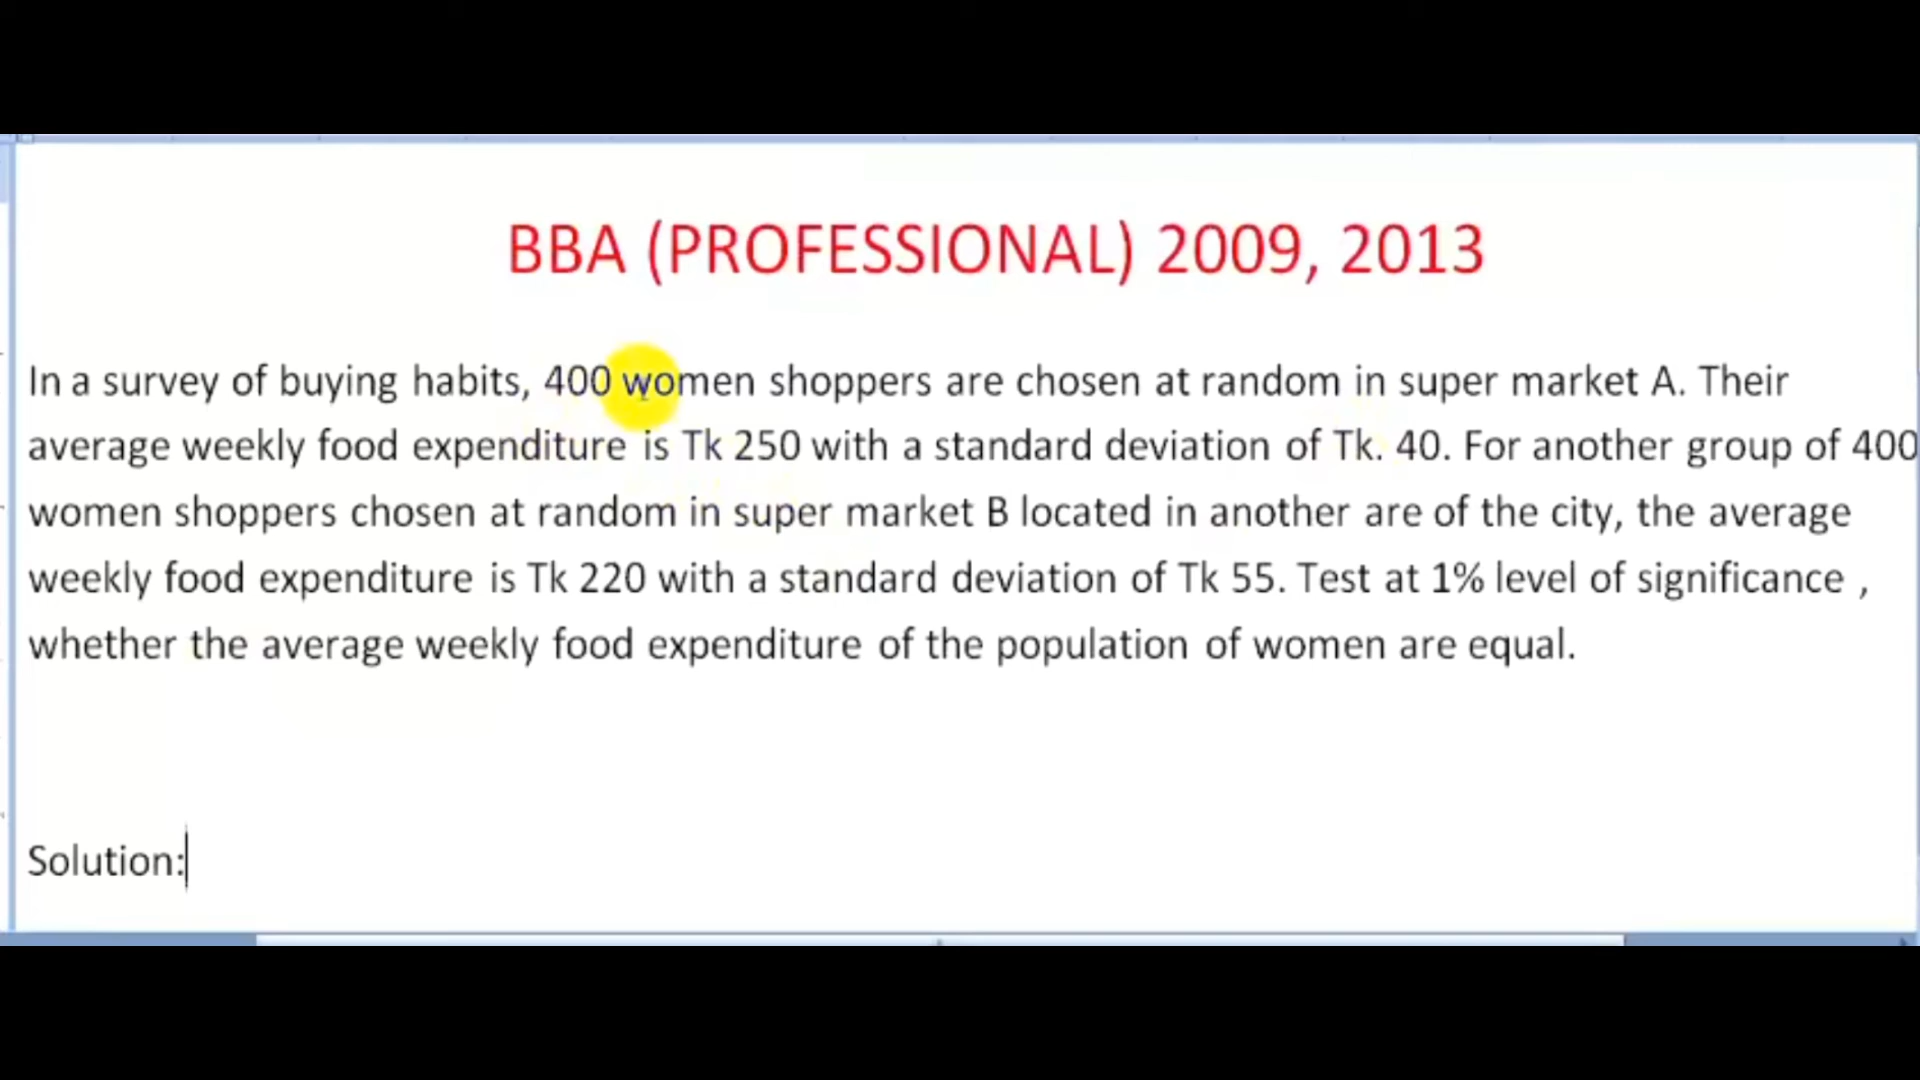 BBA (PROFESSIONAL) 2009, 2013
In a survey of buying habits, 400 women shoppers are chosen at random in super market A. Their
average weekly food expenditure is Tk 250 with a standard deviation of Tk. 40. For another group of 400
women shoppers chosen at random in super market B located in another are of the city, the average
weekly food expenditure is Tk 220 with a standard deviation of Tk 55. Test at 1% level of significance ,
whether the average weekly food expenditure of the population of women are equal.
Solution: